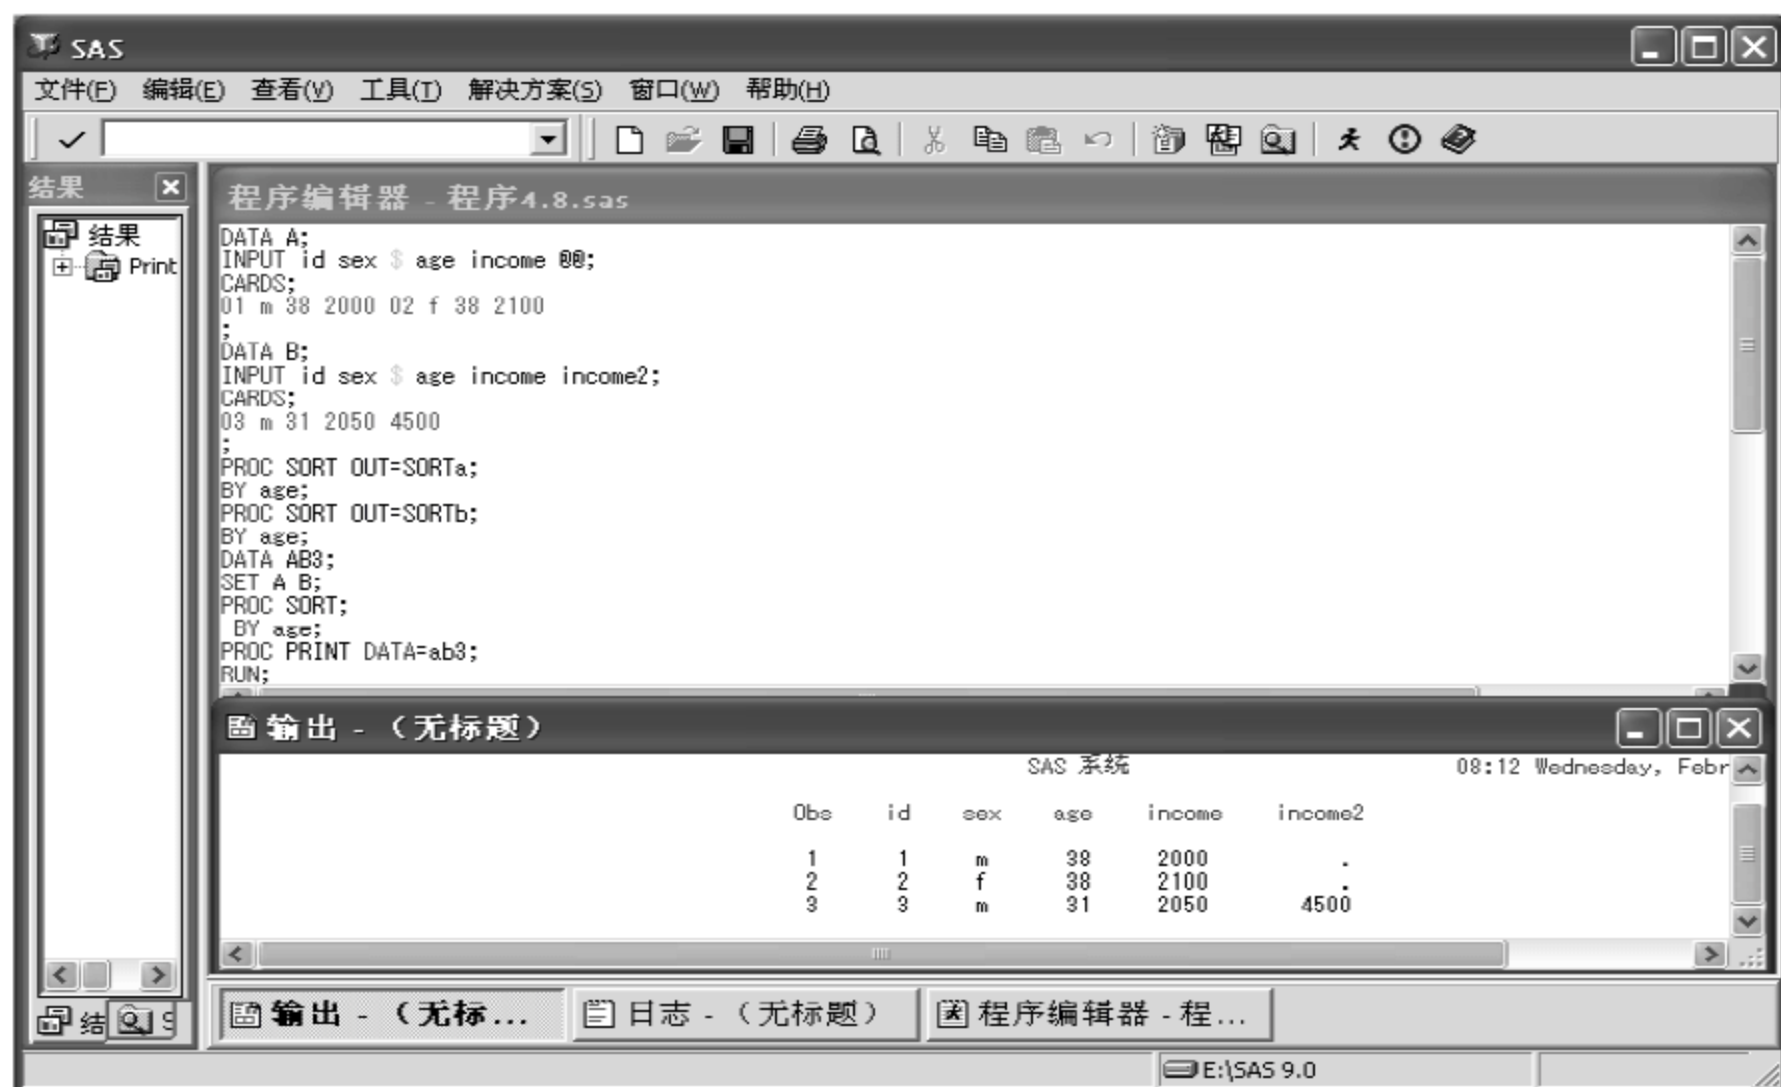 SAS
文件(F) 编辑(E) 查看(V) 工具(T) 解决方案(S) 窗口(W) 帮助(H)
结果
结果
Print
程序编辑器 - 程序4.8.sas
DATA A;
INPUT id sex $ age income @@;
CARDS;
01 m 38 2000 02 f 38 2100
;
DATA B;
INPUT id sex $ age income income2;
CARDS;
03 m 31 2050 4500
;
PROC SORT OUT=SORTa;
BY age;
PROC SORT OUT=SORTb;
BY age;
DATA AB3;
SET A B;
PROC SORT;
BY age;
PROC PRINT DATA=ab3;
RUN;
输出 - （无标题）
SAS 系统 08:12 Wednesday, Febr
Obs id sex age income income2
1 1 m 38 2000 .
2 2 f 38 2100 .
3 3 m 31 2050 4500
结 S
输出 - （无标... 日志 - （无标题） 程序编辑器 - 程...
E:\SAS 9.0